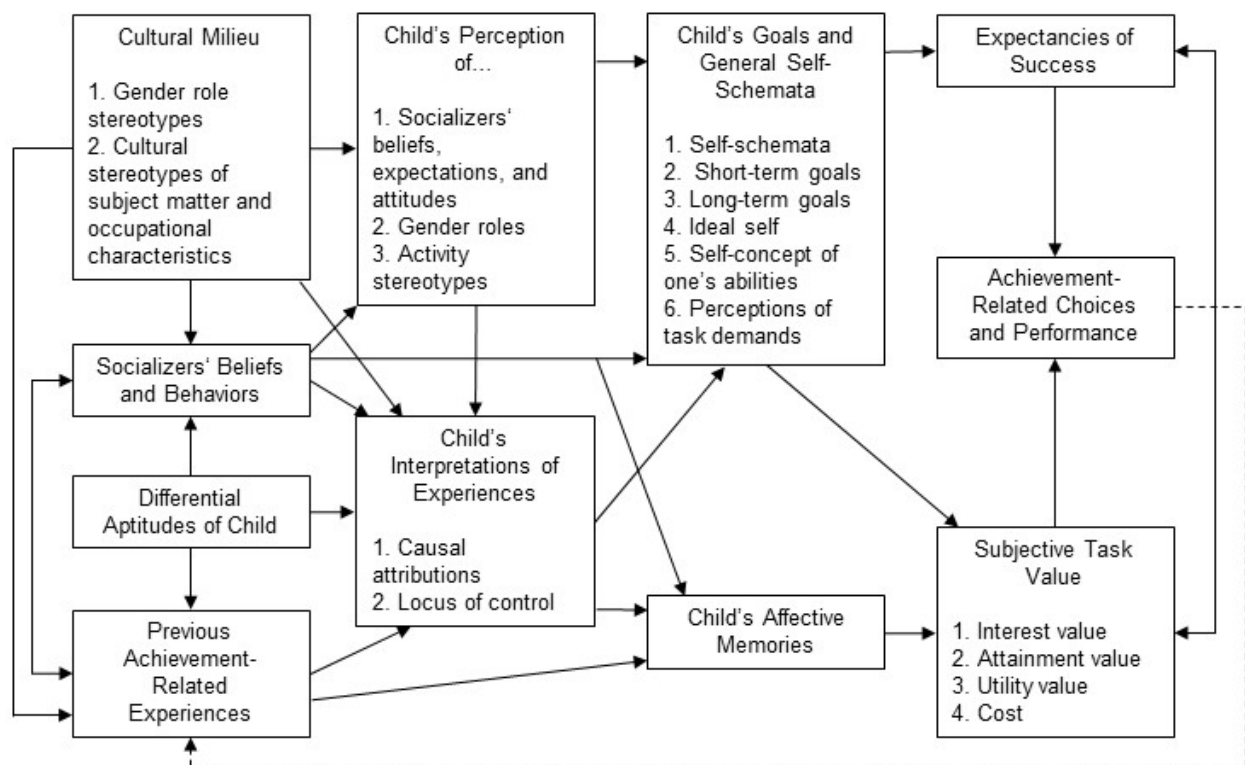 Cultural Milieu
1. Gender role
stereotypes
2. Cultural
stereotypes of
subject matter and
occupational
characteristics
Child's Perception
of...
1. Socializers‘
beliefs,
expectations, and
attitudes
2. Gender roles
3. Activity
stereotypes
Child's Goals and
General Self-
Schemata
1. Self-schemata
2. Short-term goals
3. Long-term goals
4. Ideal self
5. Self-concept of
one's abilities
6. Perceptions of
task demands
Expectancies of
Success
Achievement-
Related Choices
and Performance
Socializers‘ Beliefs
and Behaviors
Differential
Aptitudes of Child
Previous
Achievement-
Related
Experiences
Child's
Interpretations of
Experiences
1. Causal
attributions
2. Locus of control
Child's Affective
Memories
Subjective Task
Value
1. Interest value
2. Attainment value
3. Utility value
4. Cost